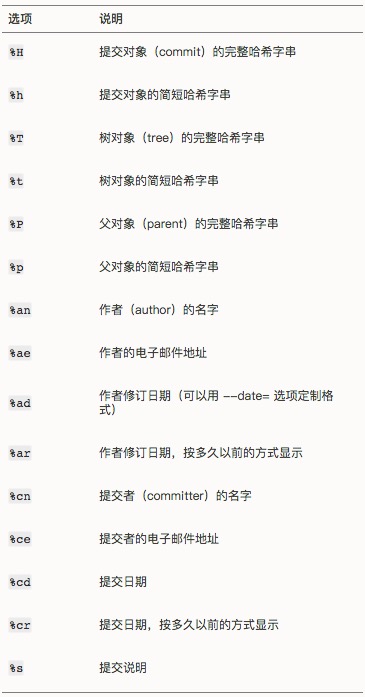 选项 说明
%H 提交对象（commit）的完整哈希字串
%h 提交对象的简短哈希字串
%T 树对象（tree）的完整哈希字串
%t 树对象的简短哈希字串
%P 父对象（parent）的完整哈希字串
%p 父对象的简短哈希字串
%an 作者（author）的名字
%ae 作者的电子邮件地址
%ad 作者修订日期（可以用 --date= 选项定制格
式）
%ar 作者修订日期，按多久以前的方式显示
%cn 提交者（committer）的名字
%ce 提交者的电子邮件地址
%cd 提交日期
%cr 提交日期，按多久以前的方式显示
%s 提交说明